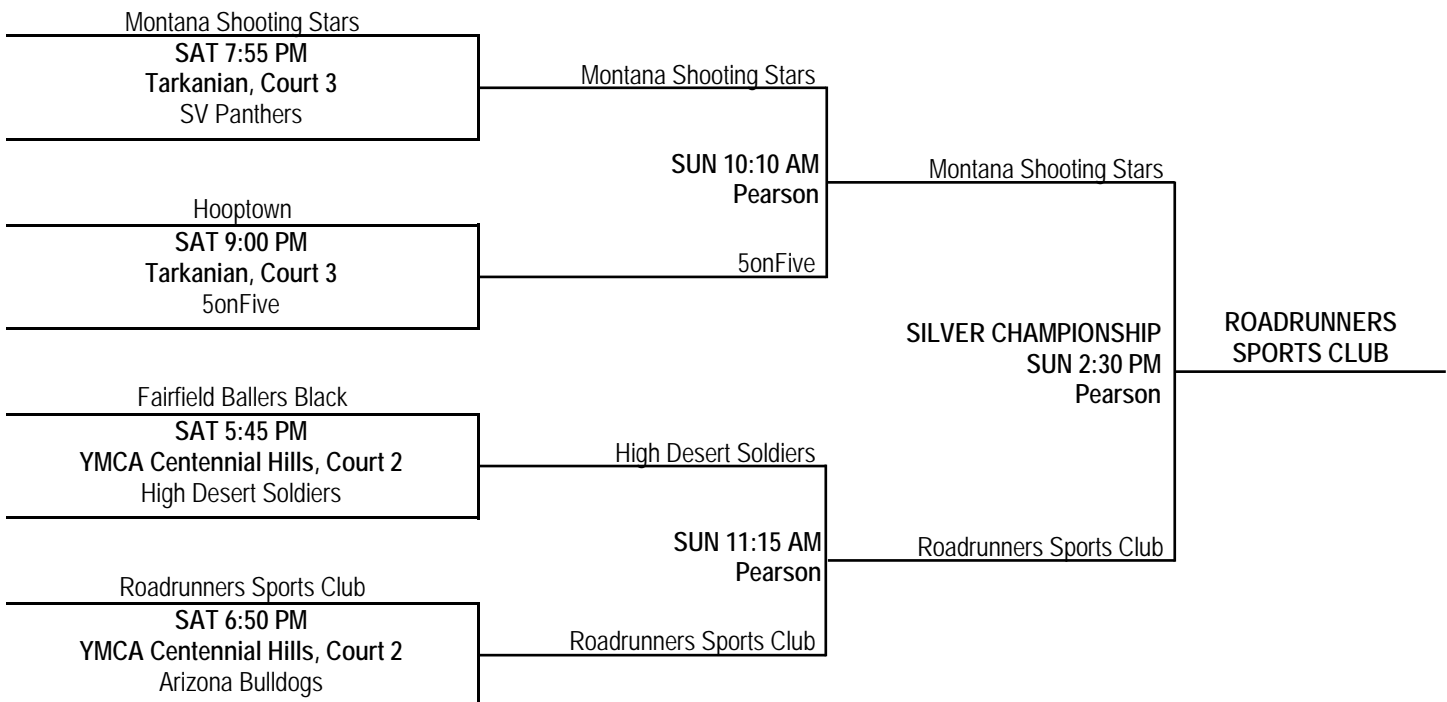 Montana Shooting Stars
SAT 7:55 PM
Tarkanian, Court 3
SV Panthers
Hooptown
SAT 9:00 PM
Tarkanian, Court 3
5onFive
Fairfield Ballers Black
SAT 5:45 PM
YMCA Centennial Hills, Court 2
High Desert Soldiers
Roadrunners Sports Club
SAT 6:50 PM
YMCA Centennial Hills, Court 2
Arizona Bulldogs
Montana Shooting Stars
SUN 10:10 AM
Pearson
5onFive
High Desert Soldiers
SUN 11:15 AM
Pearson
Roadrunners Sports Club
Montana Shooting Stars
SILVER CHAMPIONSHIP
SUN 2:30 PM
Pearson
Roadrunners Sports Club
ROADRUNNERS
SPORTS CLUB